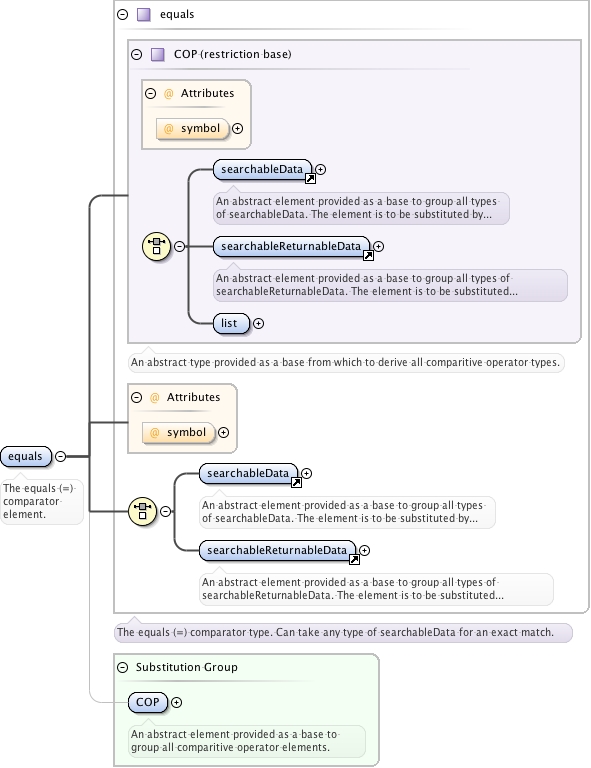 equals
COP (restriction base)
@ Attributes
@ symbol
searchableData
An abstract element provided as a base to group all types
of searchableData. The element is to be substituted by...
searchableReturnableData
An abstract element provided as a base to group all types of
searchableReturnableData. The element is to be substituted...
list
An abstract type provided as a base from which to derive all comparitive operator types.
@ Attributes
@ symbol
equals
The equals (=)
comparator
element.
searchableData
An abstract element provided as a base to group all types
of searchableData. The element is to be substituted by...
searchableReturnableData
An abstract element provided as a base to group all types of
searchableReturnableData. The element is to be substituted...
The equals (=) comparator type. Can take any type of searchableData for an exact match.
Substitution Group
COP
An abstract element provided as a base to
group all comparitive operator elements.